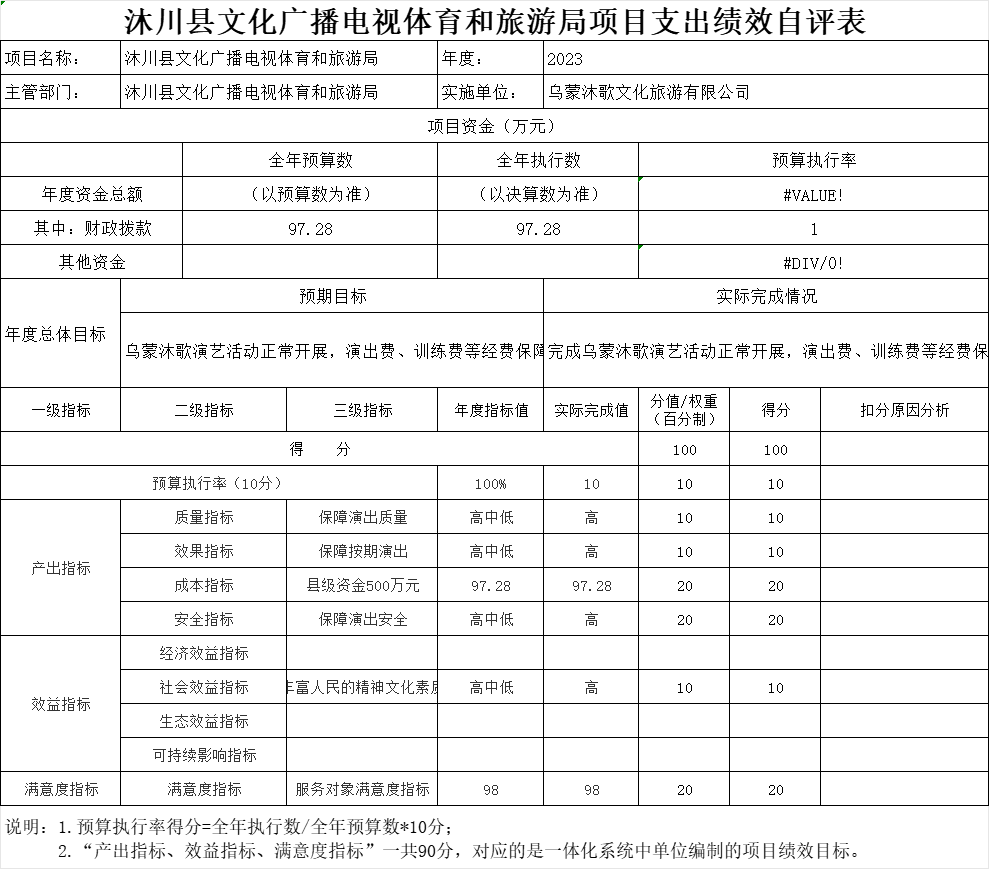 沐川县文化广播电视体育和旅游局项目支出绩效自评表
项目名称： 沐川县文化广播电视体育和旅游局 年度： 2023
主管部门： 沐川县文化广播电视体育和旅游局 实施单位： 乌蒙沐歌文化旅游有限公司
项目资金（万元）
全年预算数 全年执行数 预算执行率
年度资金总额 （以预算数为准） （以决算数为准） #VALUE!
其中：财政拨款 97.28 97.28 1
其他资金 #DIV/0!
年度总体目标 预期目标 实际完成情况
乌蒙沐歌演艺活动正常开展，演出费、训练费等经费保障 完成乌蒙沐歌演艺活动正常开展，演出费、训练费等经费保
一级指标 二级指标 三级指标 年度指标值 实际完成值 分值/权重（百分制） 得分 扣分原因分析
得 分 100 100
预算执行率（10分） 100% 10 10 10
产出指标 质量指标 保障演出质量 高中低 高 10 10
效果指标 保障按期演出 高中低 高 10 10
成本指标 县级资金500万元 97.28 97.28 20 20
安全指标 保障演出安全 高中低 高 20 20
效益指标 经济效益指标
社会效益指标 丰富人民的精神文化素质 高中低 高 10 10
生态效益指标
可持续影响指标
满意度指标 满意度指标 服务对象满意度指标 98 98 20 20
说明：1.预算执行率得分=全年执行数/全年预算数*10分；
2.“产出指标、效益指标、满意度指标”一共90分，对应的是一体化系统中单位编制的项目绩效目标。